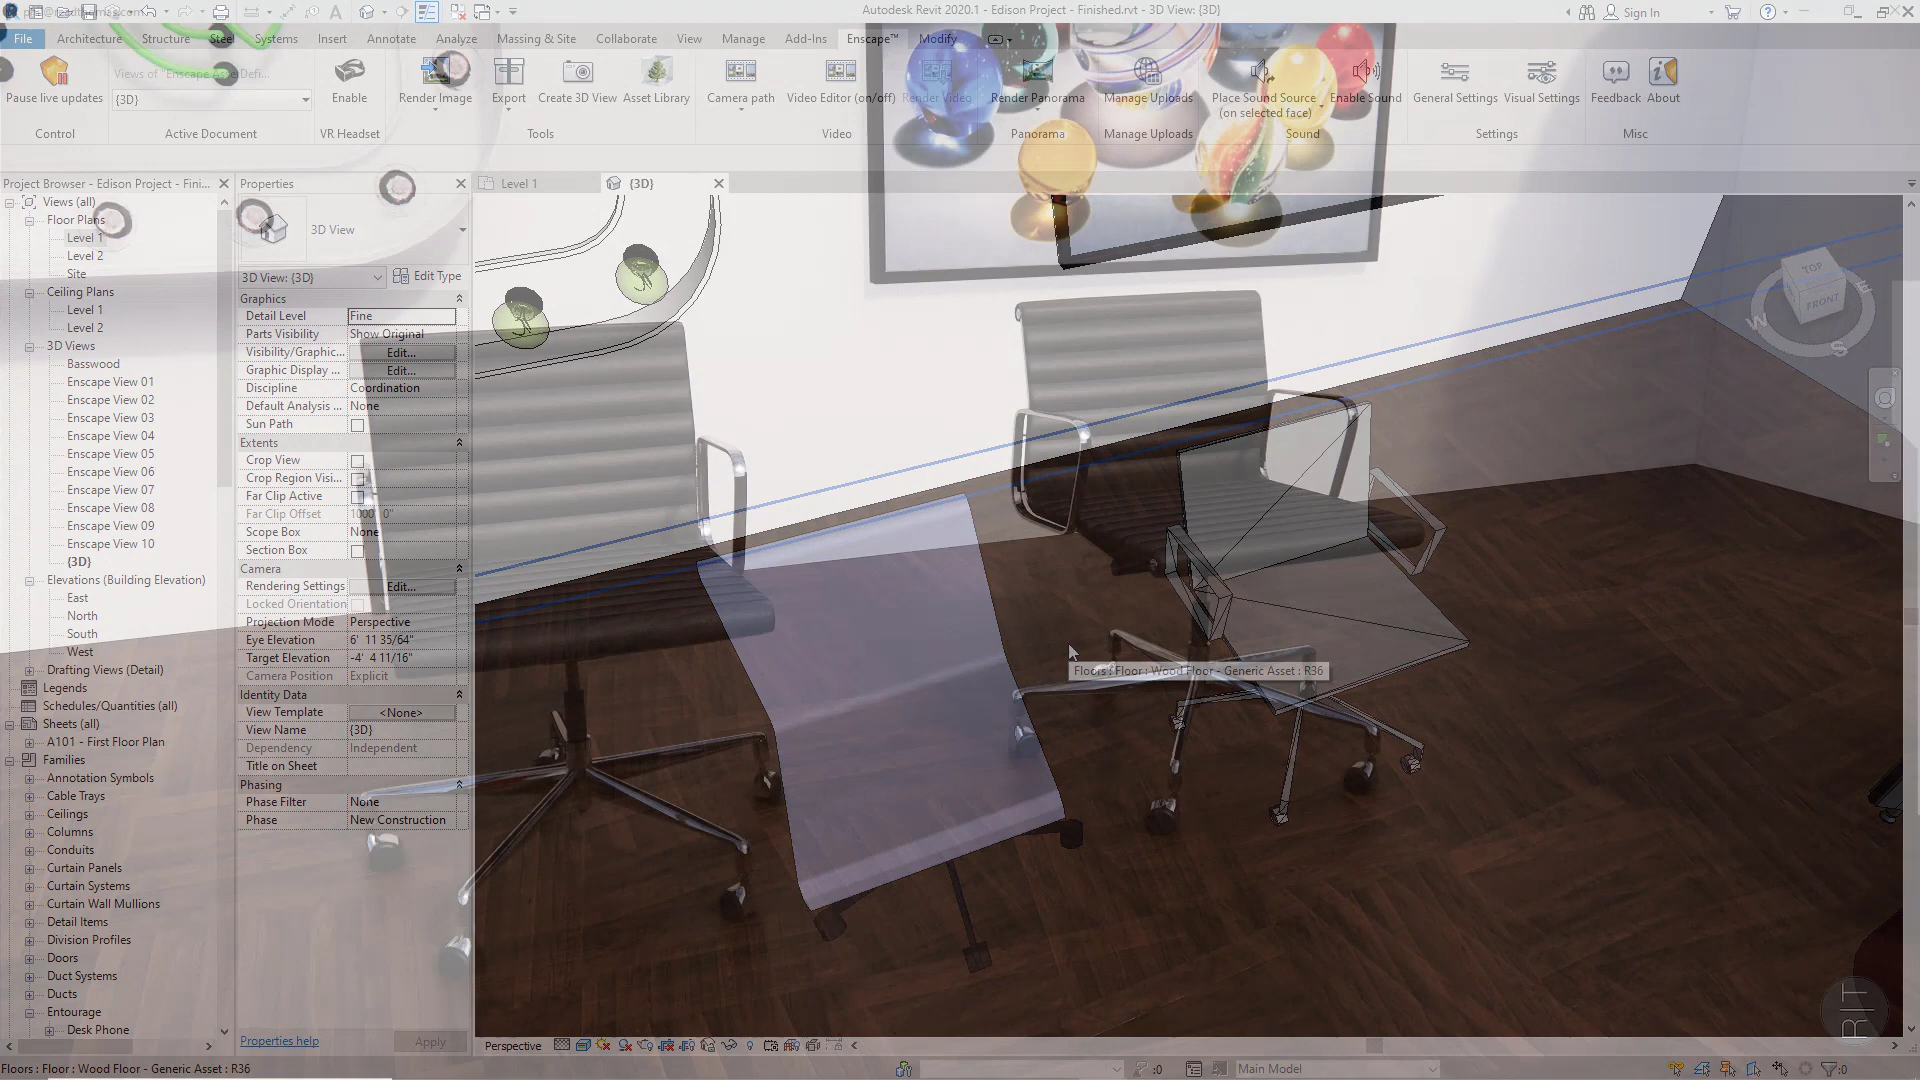 Autodesk Revit 2020.1 - Edison Project - Finished.rvt - 3D View: {3D}
Sign In
File Architecture Structure Steel Systems Insert Annotate Analyze Massing & Site Collaborate View Manage Add-Ins Enscape™ Modify
Pause live updates
Views of "Enscape AssetDefi...
{3D}
Enable
Render Image
Export
Create 3D View
Asset Library
Camera path
Video Editor (on/off)
Render Video
Render Panorama
Manage Uploads
Place Sound Source
(on selected face)
Enable Sound
General Settings
Visual Settings
Feedback
About
Control
Active Document
VR Headset
Tools
Video
Panorama
Manage Uploads
Sound
Settings
Misc
Project Browser - Edison Project - Fini...
Views (all)
Floor Plans
Level 1
Level 2
Site
Ceiling Plans
Level 1
Level 2
3D Views
Basswood
Enscape View 01
Enscape View 02
Enscape View 03
Enscape View 04
Enscape View 05
Enscape View 06
Enscape View 07
Enscape View 08
Enscape View 09
Enscape View 10
{3D}
Elevations (Building Elevation)
East
North
South
West
Drafting Views (Detail)
Legends
Schedules/Quantities (all)
Sheets (all)
A101 - First Floor Plan
Families
Annotation Symbols
Cable Trays
Ceilings
Columns
Conduits
Curtain Panels
Curtain Systems
Curtain Wall Mullions
Detail Items
Division Profiles
Doors
Duct Systems
Ducts
Entourage
Desk Phone
Properties
3D View
3D View: {3D}
Edit Type
Graphics
Detail Level Fine
Parts Visibility Show Original
Visibility/Graphic... Edit...
Graphic Display ... Edit...
Discipline Coordination
Default Analysis ... None
Sun Path
Extents
Crop View
Crop Region Visi...
Far Clip Active
Far Clip Offset
Scope Box None
Section Box
Camera
Rendering Settings Edit...
Locked Orientation
Projection Mode Perspective
Eye Elevation 6' 11 35/64"
Target Elevation -4' 4 11/16"
Camera Position Explicit
Identity Data
View Template <None>
View Name {3D}
Dependency Independent
Title on Sheet
Phasing
Phase Filter None
Phase New Construction
Properties help
Apply
Level 1
{3D}
TOP
FRONT
W
S
E
Floors : Floor : Wood Floor - Generic Asset : R36
Perspective
Floors : Floor : Wood Floor - Generic Asset : R36
:0
Main Model
:0